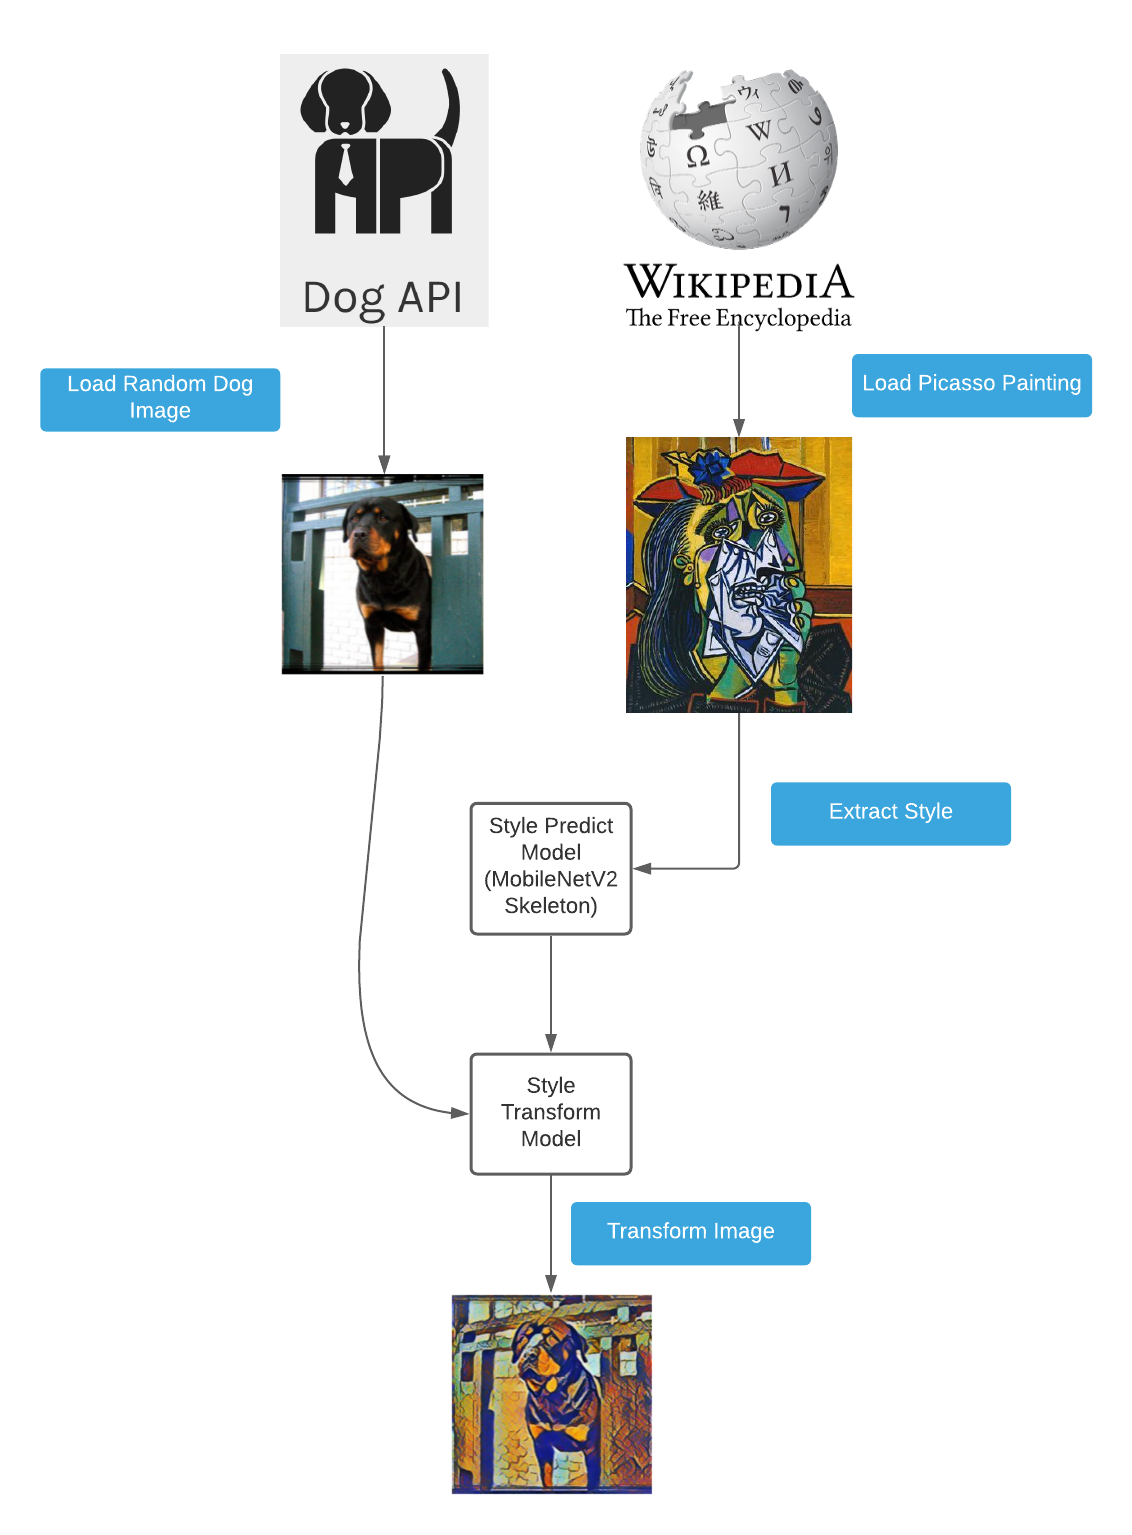 Dog API
Ω
W
И
維
WIKIPEDIA
The Free Encyclopedia
Load Random Dog
Image
Load Picasso Painting
Extract Style
Style Predict
Model
(MobileNetV2
Skeleton)
Style
Transform
Model
Transform Image